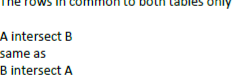 The rows in common to both tables only
A intersect B
same as
B intersect A